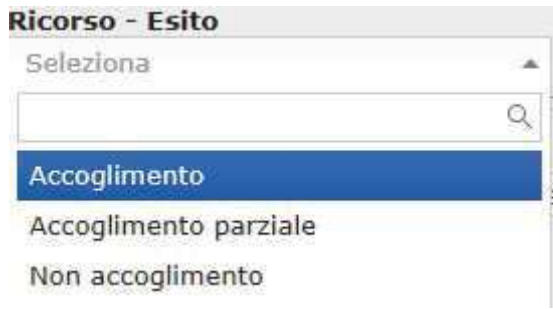 Ricorso - Esito
Seleziona
Accoglimento
Accoglimento parziale
Non accoglimento